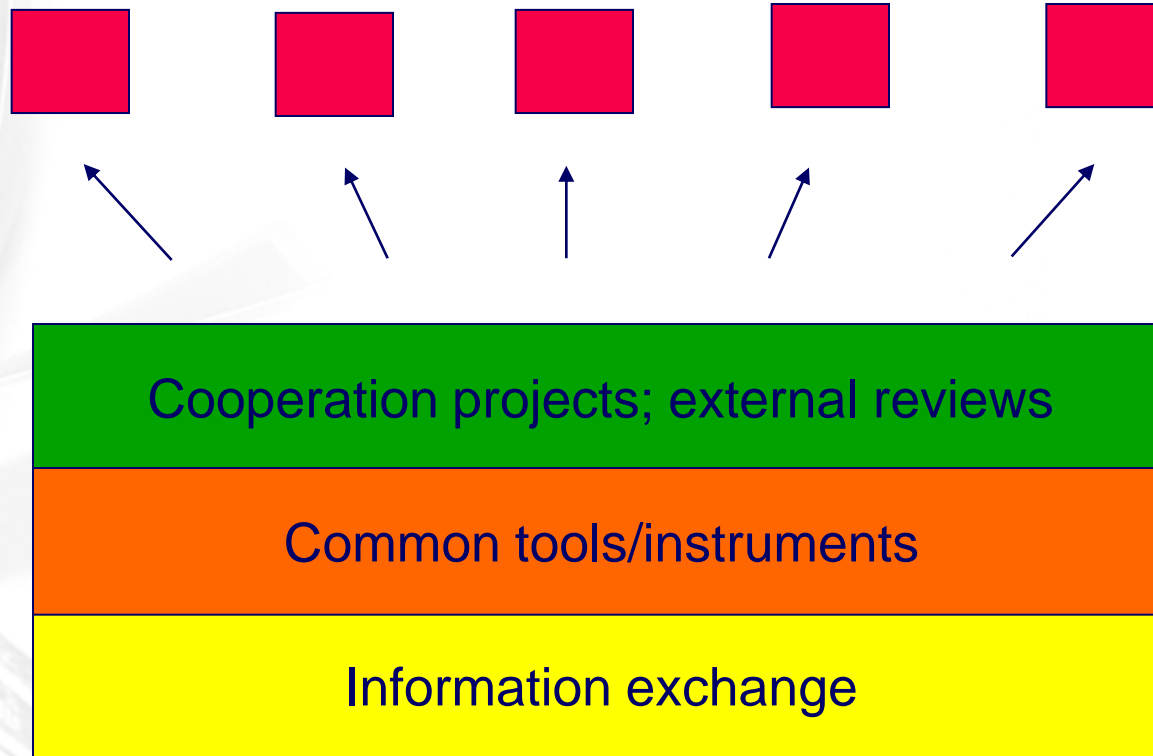 Cooperation projects; external reviews
Common tools/instruments
Information exchange